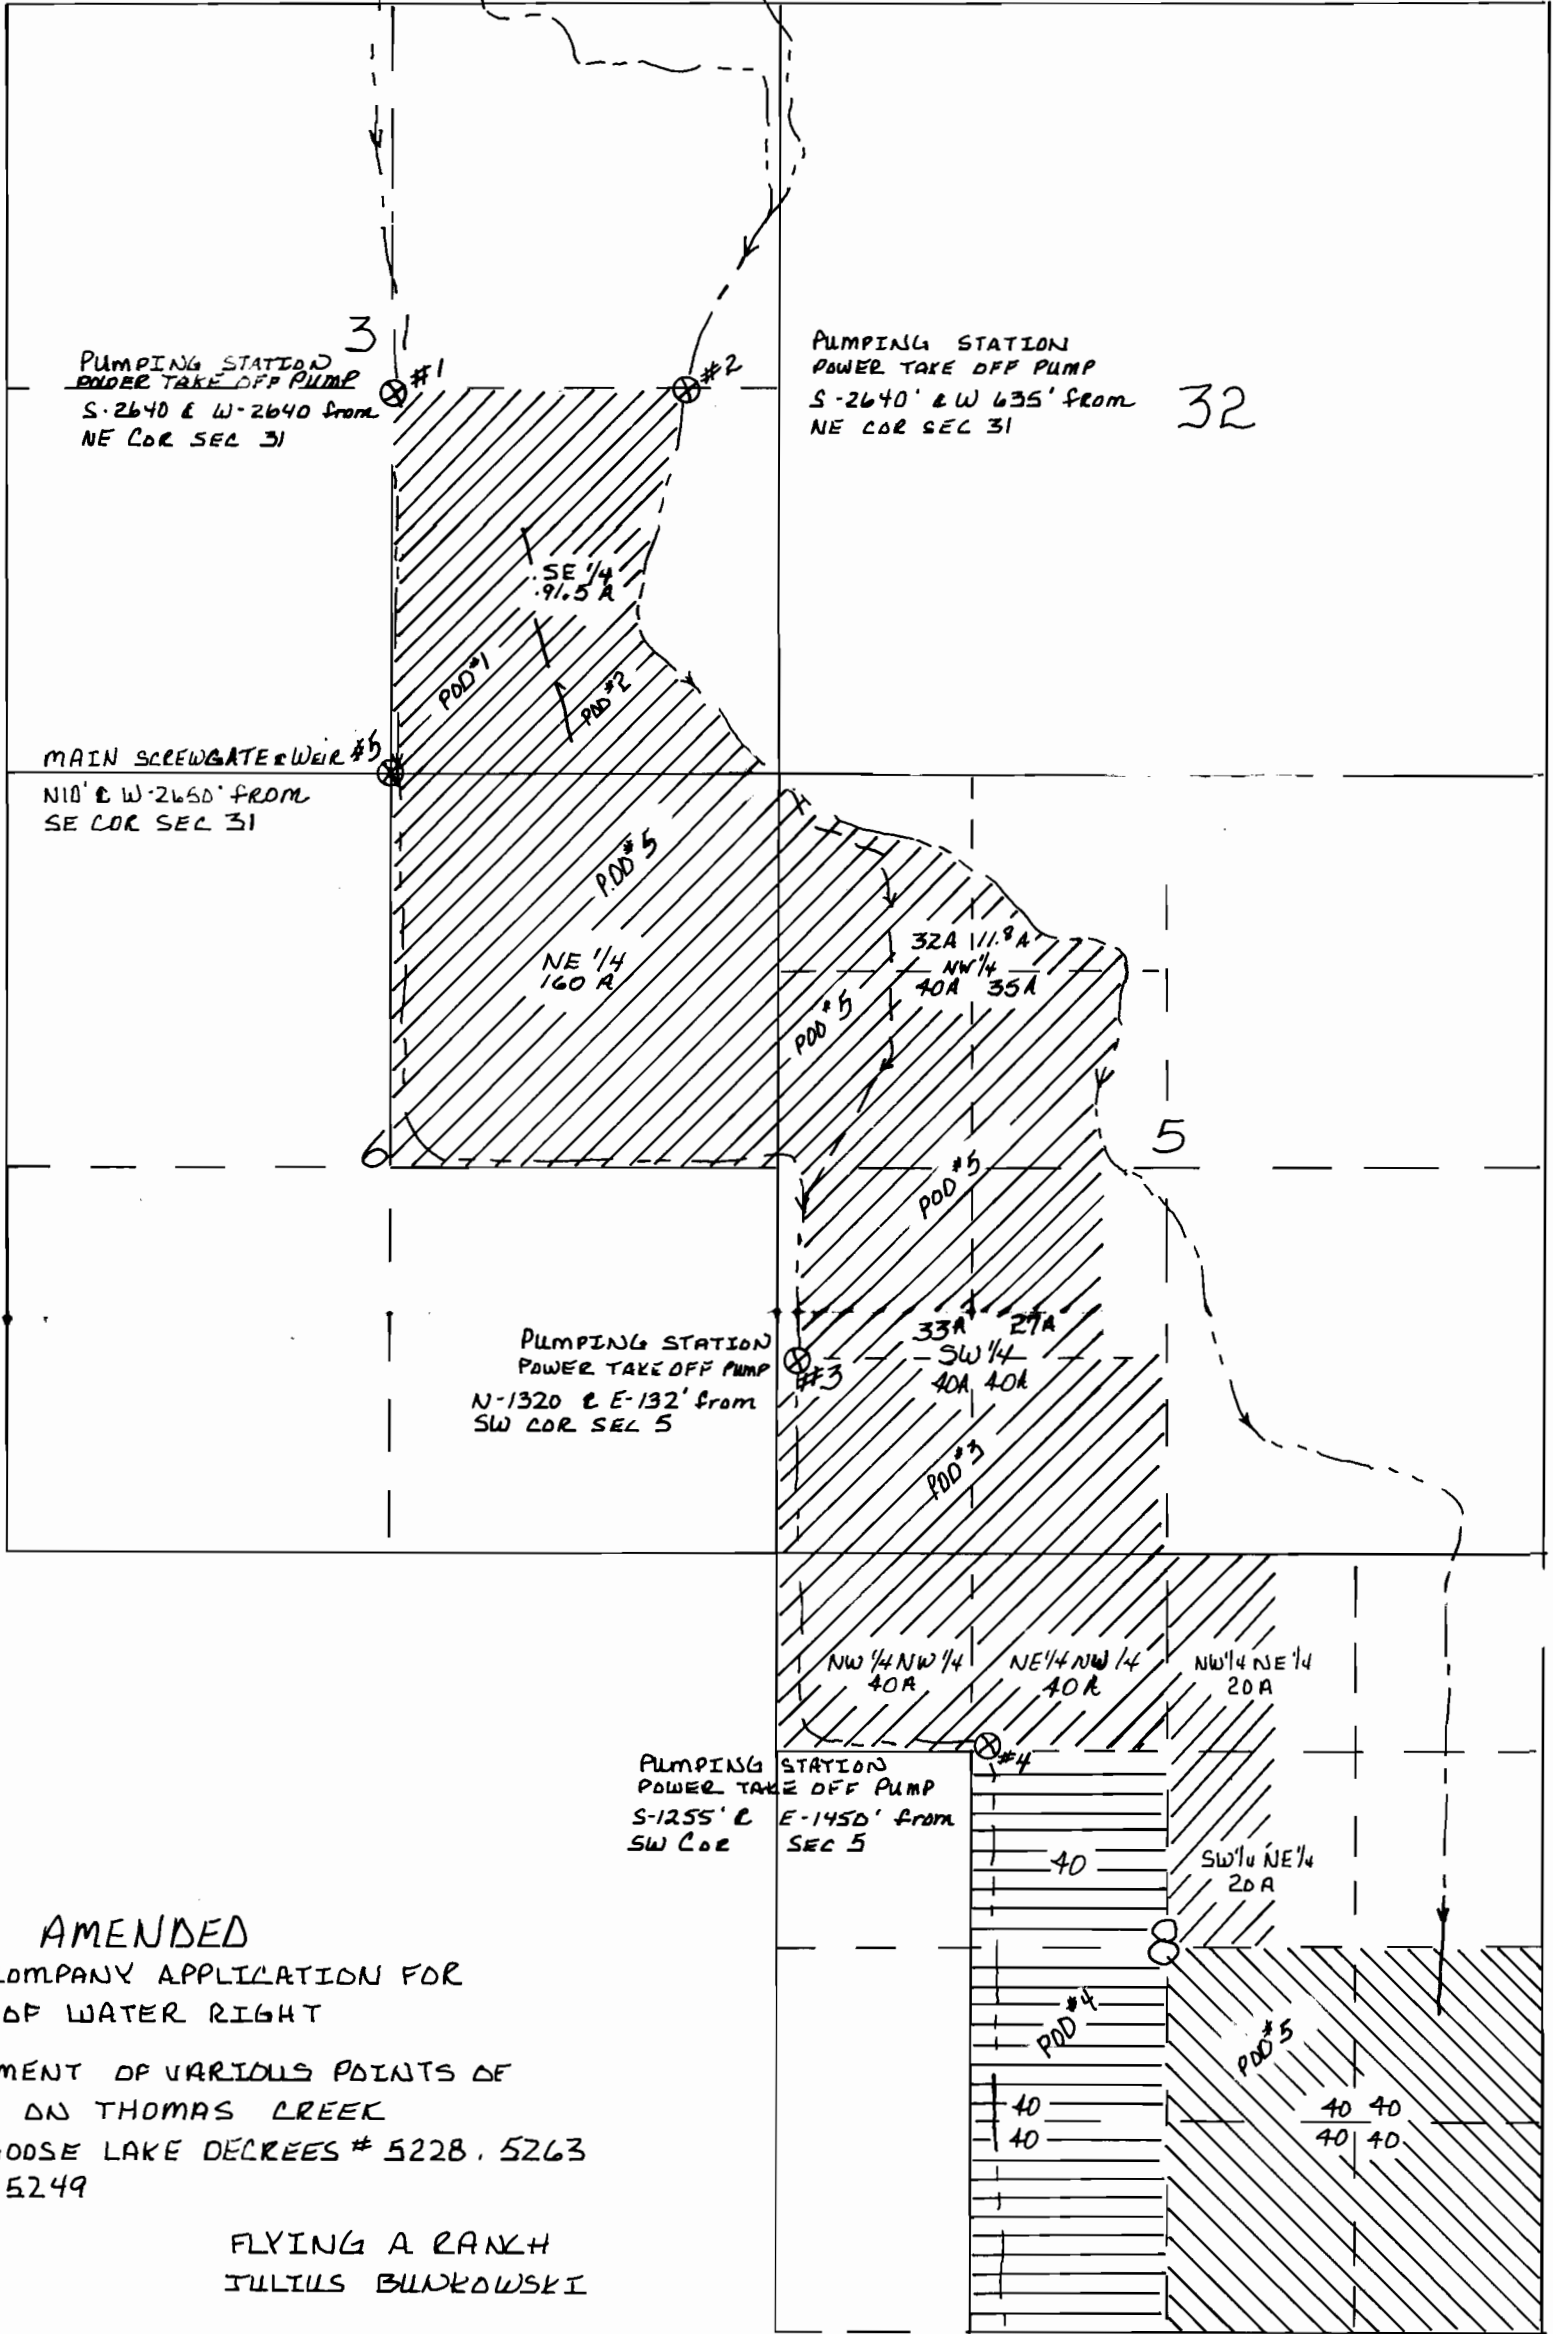 31
PUMPING STATION
POWER TAKE OFF PUMP
S-2640 & W-2640 from
NE COR SEC 31
#1
#2
PUMPING STATION
POWER TAKE OFF PUMP
S-2640' & W 635' from
NE COR SEC 31
32
SE 1/4
91.5 A
POD #1
POD #2
MAIN SCREWGATE & WEIR #5
N10' & W-2650' FROM
SE COR SEC 31
P.OD #5
NE 1/4
160 A
32A 11.8 A
NW 1/4
40A 35A
POD #5
6
5
POD #5
33A 27A
SW 1/4
40A 40A
PUMPING STATION
POWER TAKE OFF PUMP
N-1320 & E-132' from
SW COR SEC 5
#3
POD #3
NW 1/4 NW 1/4
40A
NE 1/4 NW 1/4
40A
NW 1/4 NE 1/4
20A
#4
PUMPING STATION
POWER TAKE OFF PUMP
S-1255' & E-1450' from
SW COR SEC 5
40
SW 1/4 NE 1/4
20A
8
POD #4
POD #5
40
40
40 40
40 40
AMENDED
COMPANY APPLICATION FOR
OF WATER RIGHT
MENT OF VARIOUS POINTS OF
ON THOMAS CREEK
OOSE LAKE DECREES # 5228, 5263
5249
FLYING A RANCH
JULIUS BUNKOWSKI